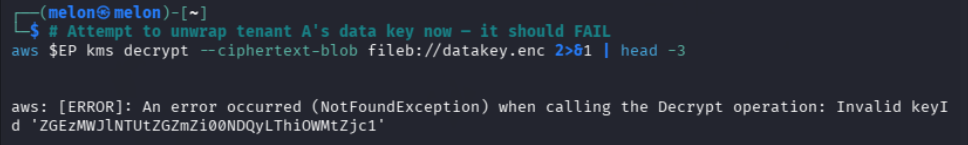 ┌──(melon㉿melon)-[~]
└─$ # Attempt to unwrap tenant A's data key now — it should FAIL
aws $EP kms decrypt --ciphertext-blob fileb://datakey.enc 2>&1 | head -3
aws: [ERROR]: An error occurred (NotFoundException) when calling the Decrypt operation: Invalid keyI
d 'ZGEzMWJlNTUtZGZmZi00NDQyLThiOWMtZjc1'